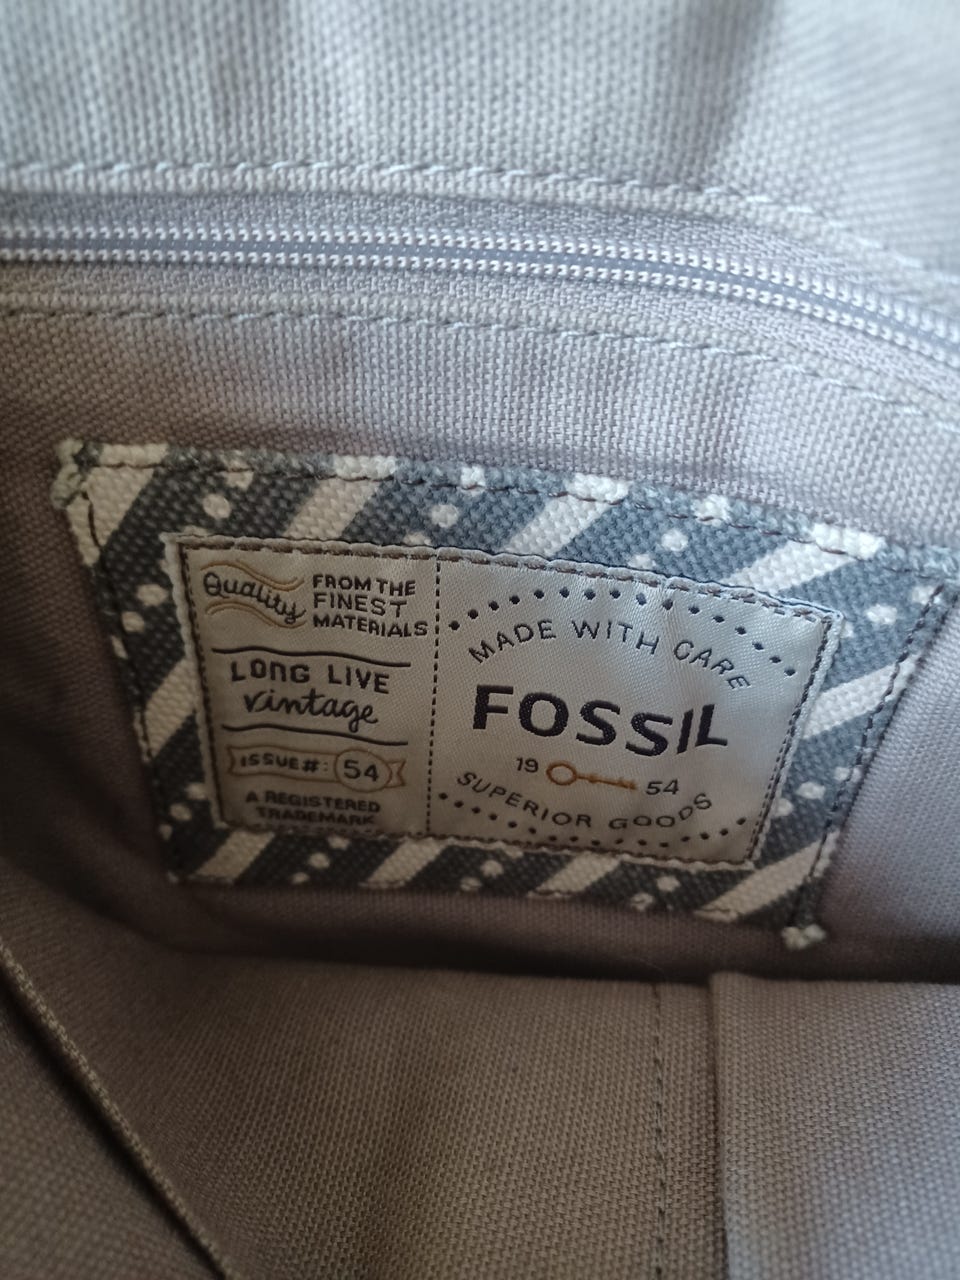 Quality
FROM THE
FINEST
MATERIALS
LONG LIVE
vintage
ISSUE#: 54
A REGISTERED
TRADEMARK
MADE WITH CARE
FOSSIL
19 54
SUPERIOR GOODS